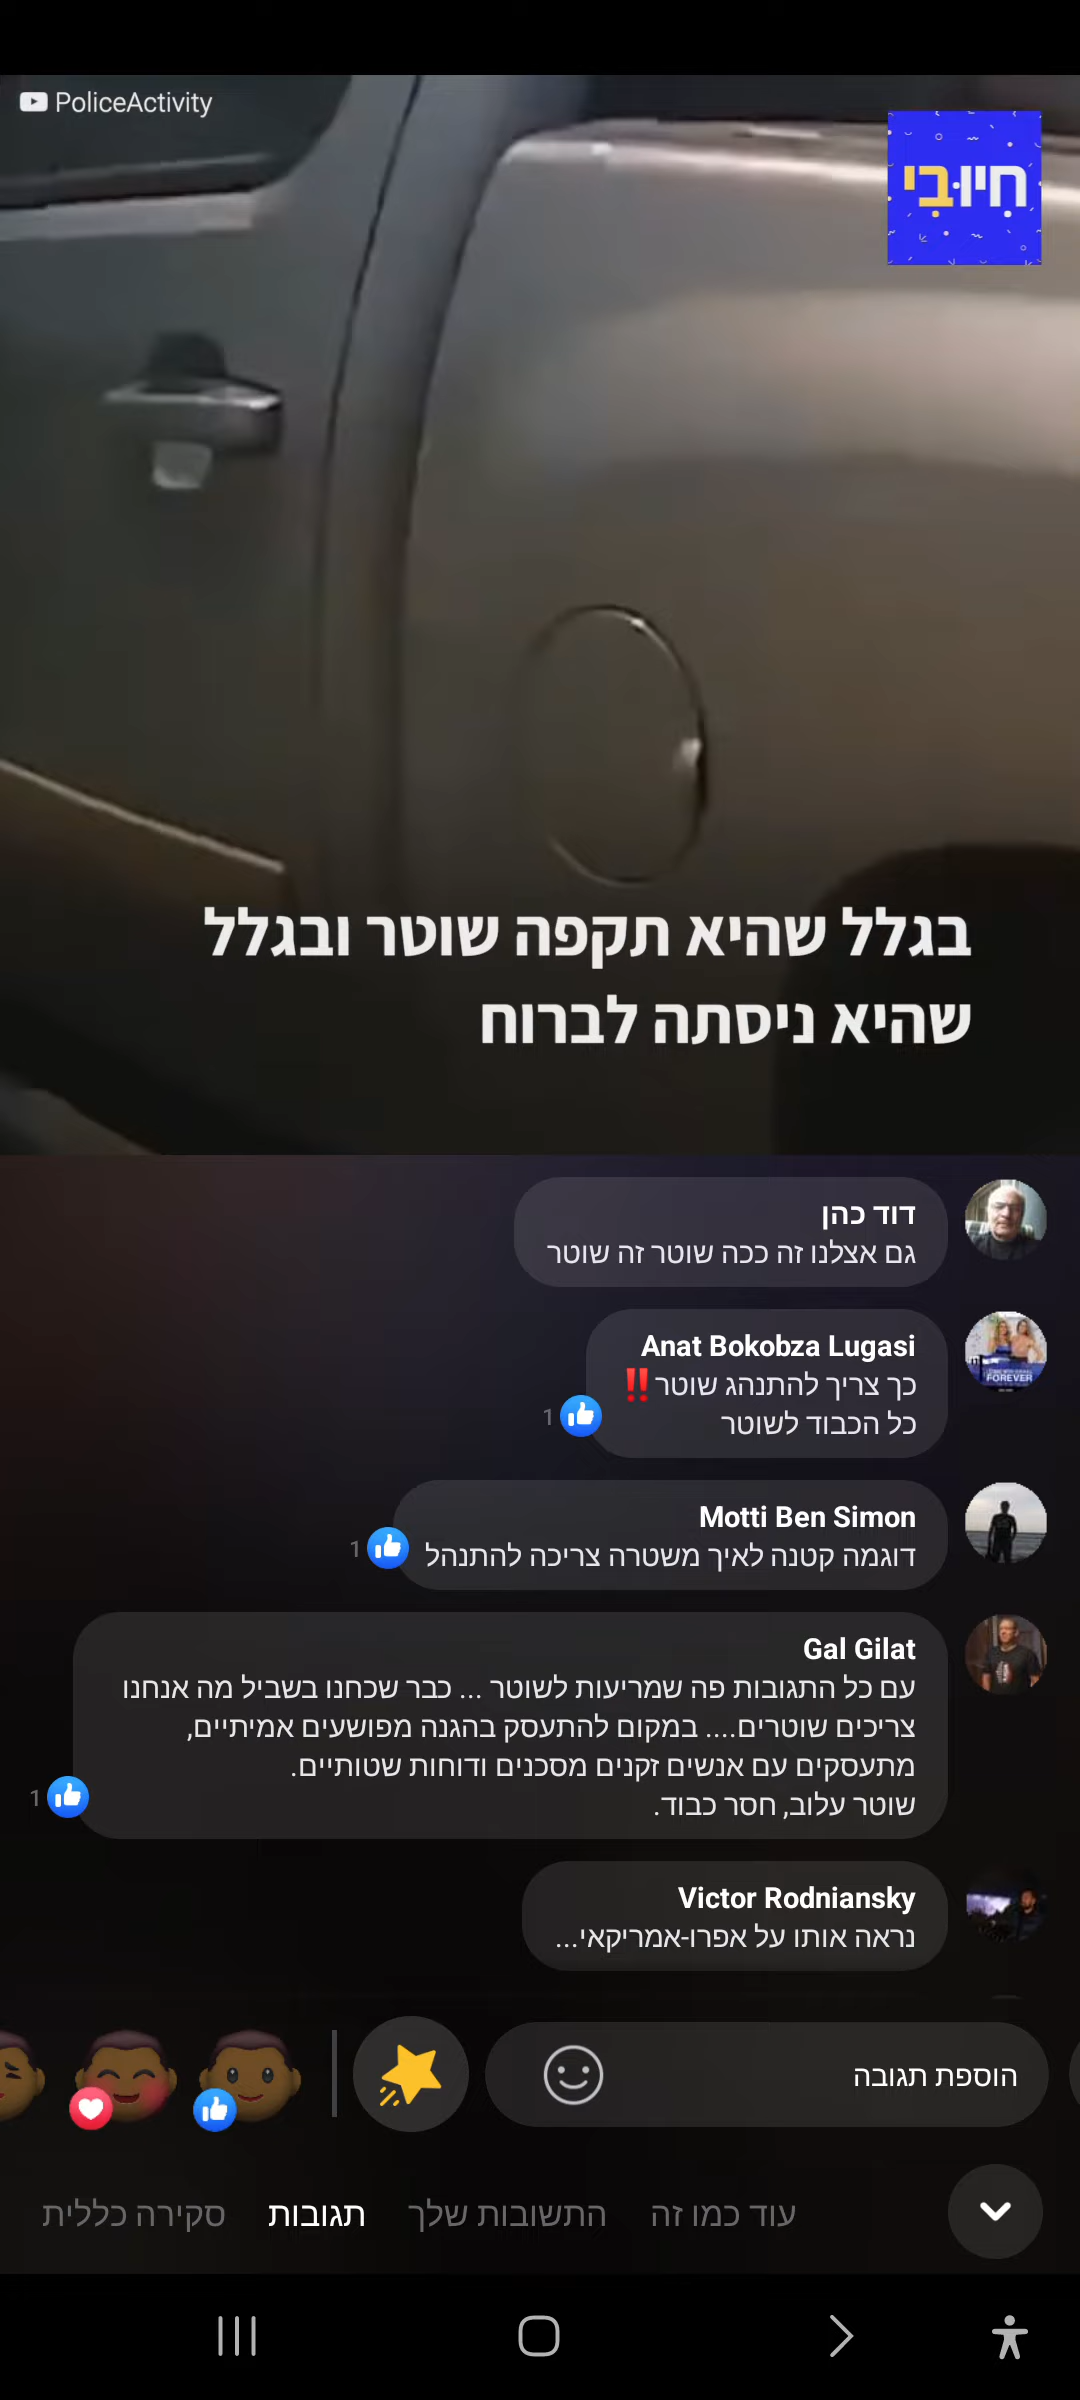 PoliceActivity
חיובי
בגלל שהיא תקפה שוטר ובגלל
שהיא ניסתה לברוח
דוד כהן
גם אצלנו זה ככה שוטר זה שוטר
Anat Bokobza Lugasi
כך צריך להתנהג שוטר‼️
כל הכבוד לשוטר
1
Motti Ben Simon
דוגמה קטנה לאיך משטרה צריכה להתנהל
1
Gal Gilat
עם כל התגובות פה שמריעות לשוטר ... כבר שכחנו בשביל מה אנחנו
צריכים שוטרים.... במקום להתעסק בהגנה מפושעים אמיתיים,
מתעסקים עם אנשים זקנים מסכנים ודוחות שטותיים.
שוטר עלוב, חסר כבוד.
1
Victor Rodniansky
נראה אותו על אפרו-אמריקאי...
הוספת תגובה
עוד כמו זה
התשובות שלך
תגובות
סקירה כללית